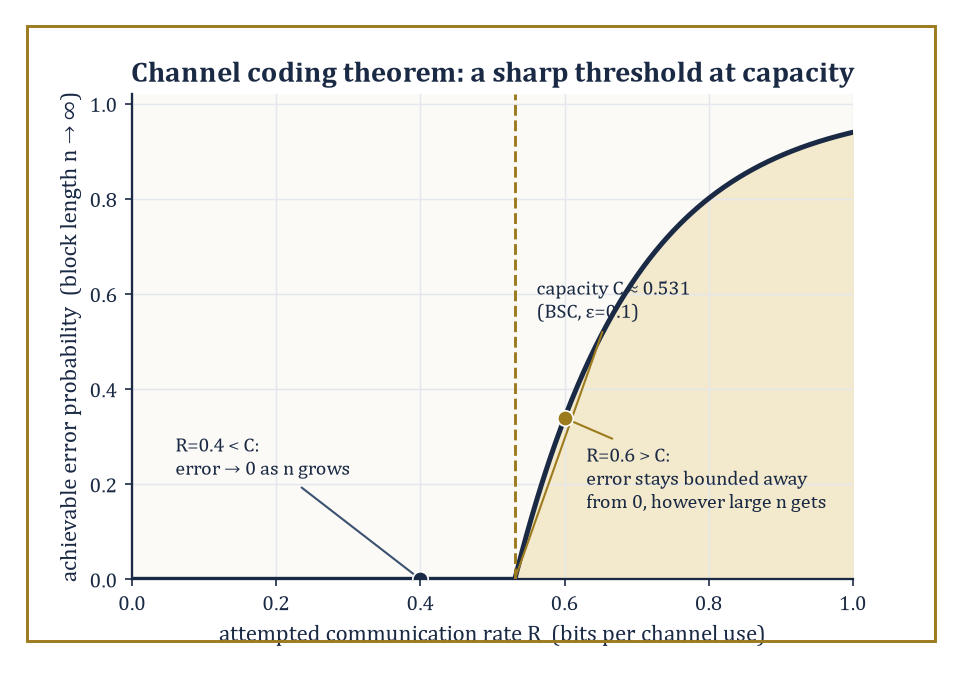 Channel coding theorem: a sharp threshold at capacity
achievable error probability (block length n → ∞)
1.0
0.8
0.6
0.4
0.2
0.0
capacity C ≈ 0.531
(BSC, ε=0.1)
R=0.4 < C:
error → 0 as n grows
R=0.6 > C:
error stays bounded away
from 0, however large n gets
0.0 0.2 0.4 0.6 0.8 1.0
attempted communication rate R (bits per channel use)